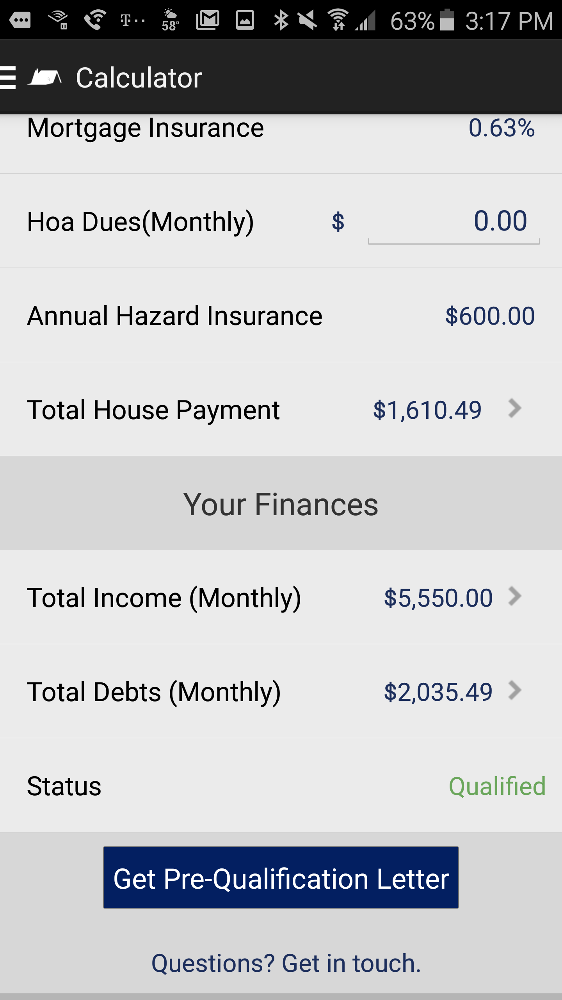 58°
63% 3:17 PM
Calculator
Mortgage Insurance 0.63%
Hoa Dues(Monthly) $ 0.00
Annual Hazard Insurance $600.00
Total House Payment $1,610.49
Your Finances
Total Income (Monthly) $5,550.00
Total Debts (Monthly) $2,035.49
Status Qualified
Get Pre-Qualification Letter
Questions? Get in touch.